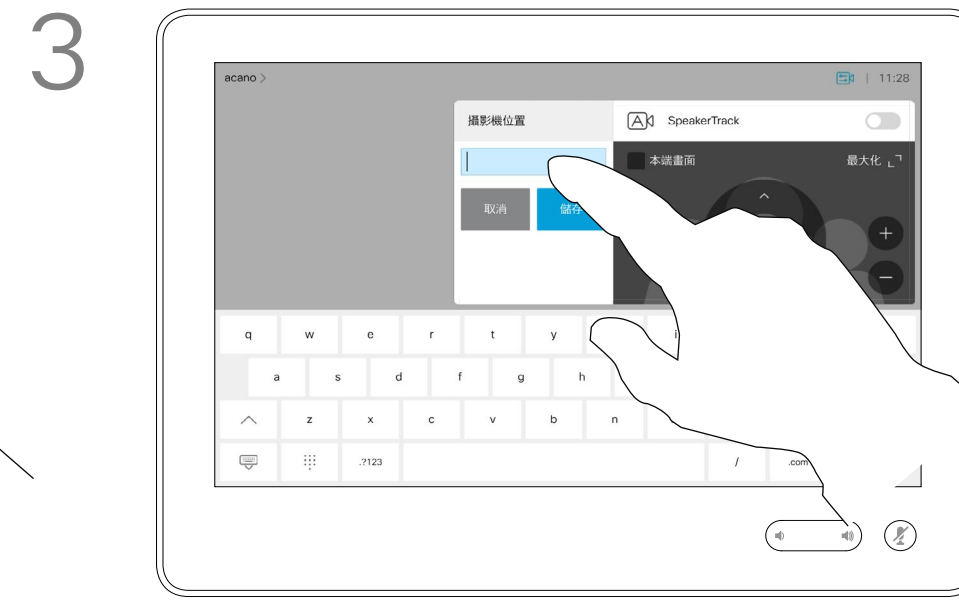 3
acano >
| 11:28
攝影機位置
SpeakerTrack
本端畫面
最大化
取消
儲存
q w e r t y i
a s d f g h
z x c v b n
.?123 / .com